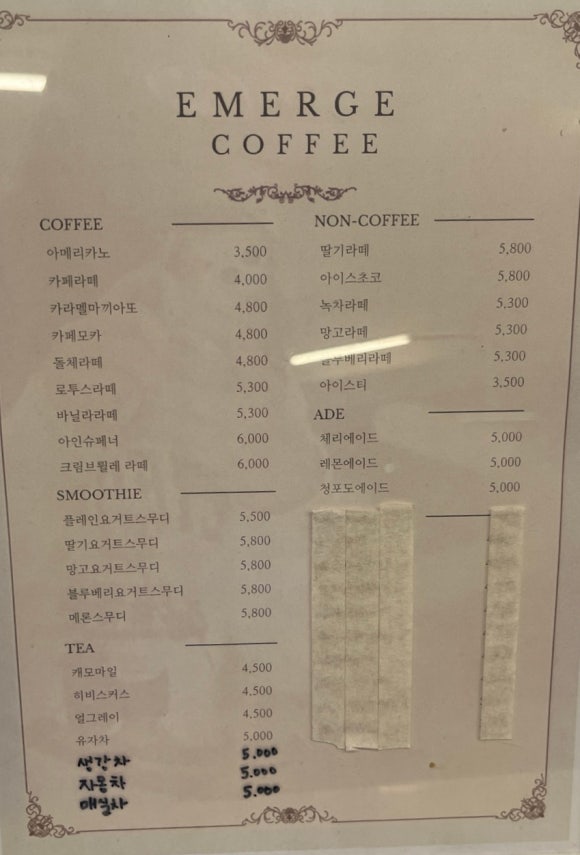 EMERGE
COFFEE
COFFEE
아메리카노 3,500
카페라떼 4,000
카라멜마끼아또 4,800
카페모카 4,800
돌체라떼 4,800
로투스라떼 5,300
바닐라라떼 5,300
아인슈페너 6,000
크림브륄레 라떼 6,000
SMOOTHIE
플레인요거트스무디 5,500
딸기요거트스무디 5,800
망고요거트스무디 5,800
블루베리요거트스무디 5,800
메론스무디 5,800
TEA
캐모마일 4,500
히비스커스 4,500
얼그레이 4,500
유자차 5,000
생강차 5.000
자몽차 5.000
매실차 5.000
NON-COFFEE
딸기라떼 5,800
아이스초코 5,800
녹차라떼 5,300
망고라떼 5,300
블루베리라떼 5,300
아이스티 3,500
ADE
체리에이드 5,000
레몬에이드 5,000
청포도에이드 5,000